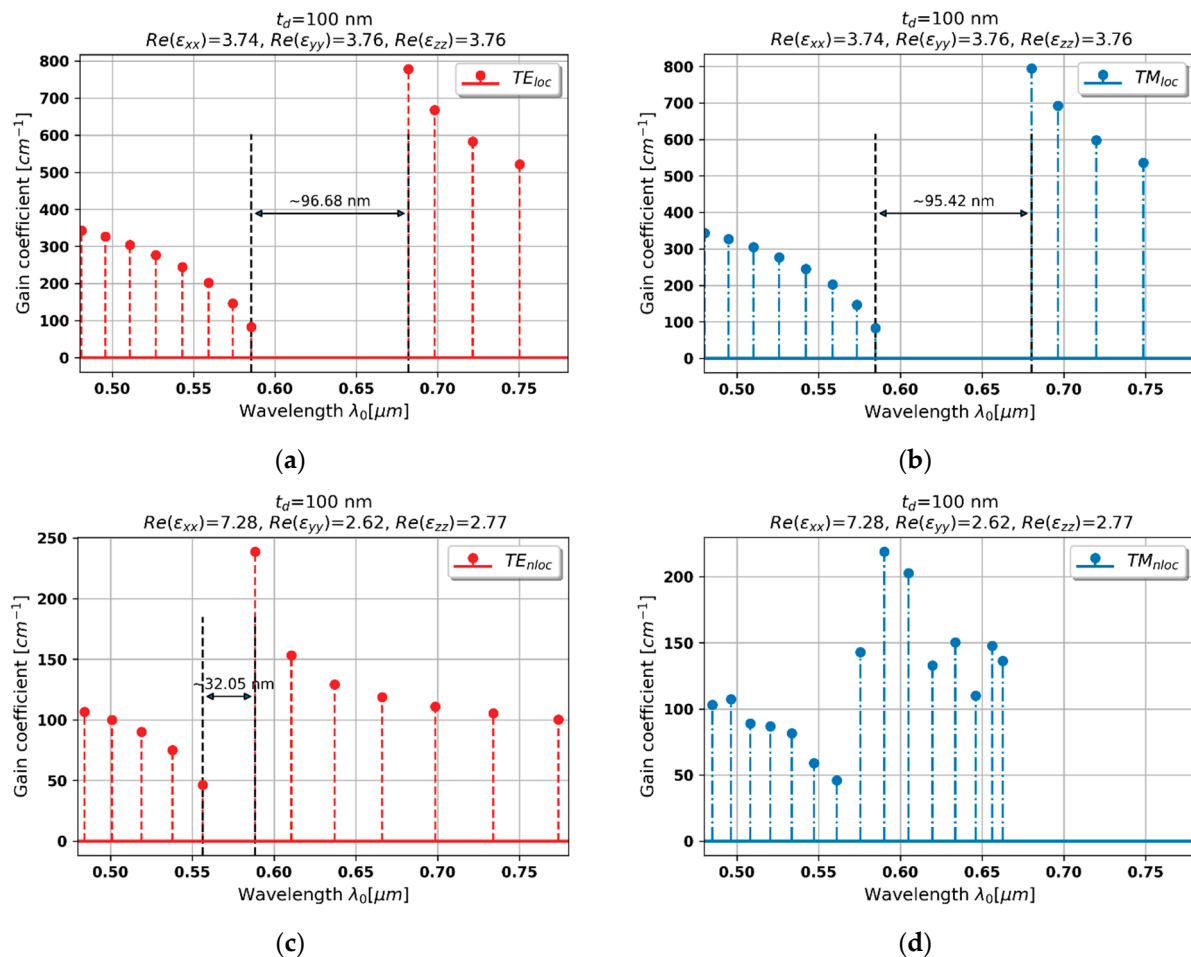 t_d=100 nm
Re(ε_xx)=3.74, Re(ε_yy)=3.76, Re(ε_zz)=3.76
Gain coefficient [cm⁻¹]
800
700
600
500
400
300
200
100
0
TE_loc
~96.68 nm
0.50 0.55 0.60 0.65 0.70 0.75
Wavelength λ₀[μm]
(a)
t_d=100 nm
Re(ε_xx)=3.74, Re(ε_yy)=3.76, Re(ε_zz)=3.76
Gain coefficient [cm⁻¹]
800
700
600
500
400
300
200
100
0
TM_loc
~95.42 nm
0.50 0.55 0.60 0.65 0.70 0.75
Wavelength λ₀[μm]
(b)
t_d=100 nm
Re(ε_xx)=7.28, Re(ε_yy)=2.62, Re(ε_zz)=2.77
Gain coefficient [cm⁻¹]
250
200
150
100
50
0
TE_nloc
~32.05 nm
0.50 0.55 0.60 0.65 0.70 0.75
Wavelength λ₀[μm]
(c)
t_d=100 nm
Re(ε_xx)=7.28, Re(ε_yy)=2.62, Re(ε_zz)=2.77
Gain coefficient [cm⁻¹]
200
150
100
50
0
TM_nloc
0.50 0.55 0.60 0.65 0.70 0.75
Wavelength λ₀[μm]
(d)